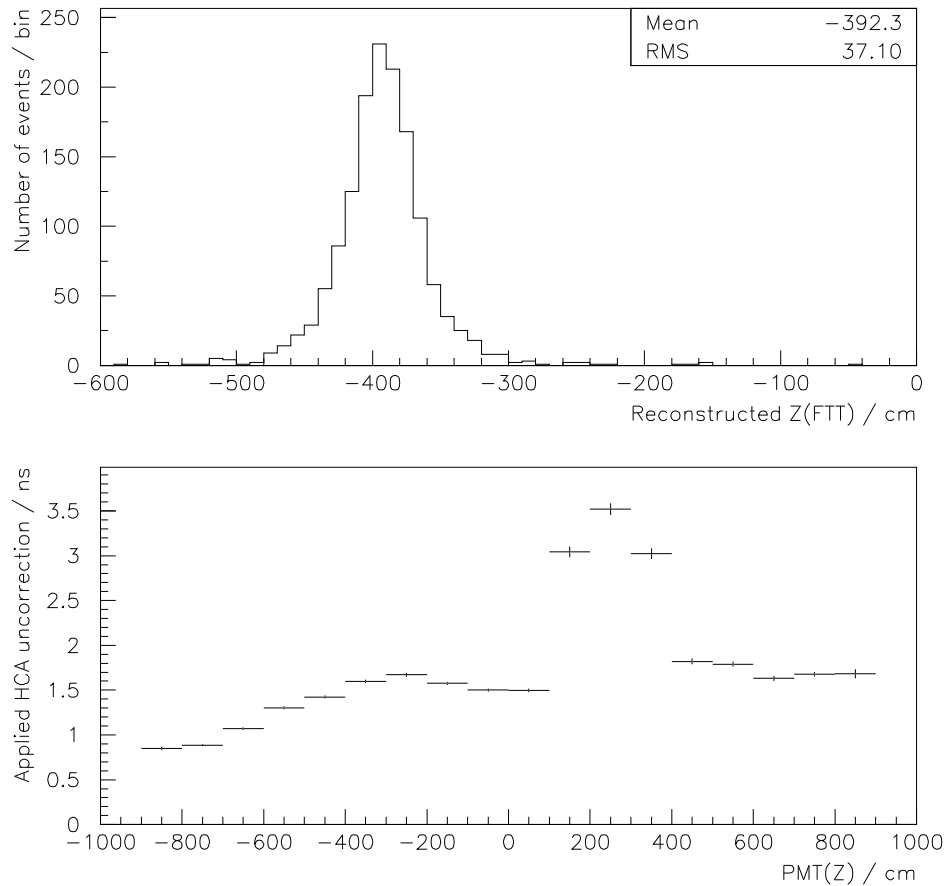 Number of events / bin
250
200
150
100
50
0
Mean −392.3
RMS 37.10
−600 −500 −400 −300 −200 −100 0
Reconstructed Z(FTT) / cm
Applied HCA uncorrection / ns
3.5
3
2.5
2
1.5
1
0.5
0
−1000 −800 −600 −400 −200 0 200 400 600 800 1000
PMT(Z) / cm